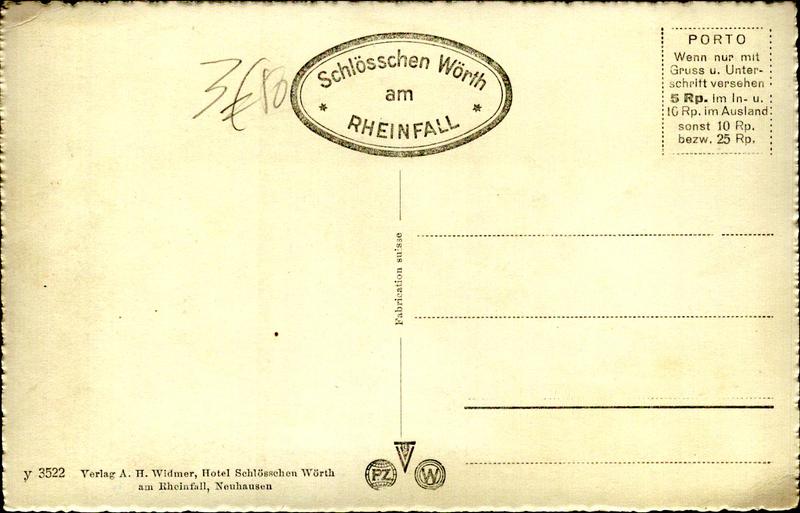 3 € 50
Schlösschen Wörth
am
RHEINFALL
PORTO
Wenn nur mit
Gruss u. Unter-
schrift versehen
5 Rp. im In- u.
10 Rp. im Ausland
sonst 10 Rp.
bezw. 25 Rp.
Fabrication suisse
y 3522 Verlag A. H. Widmer, Hotel Schlösschen Wörth
am Rheinfall, Neuhausen
PZ
W